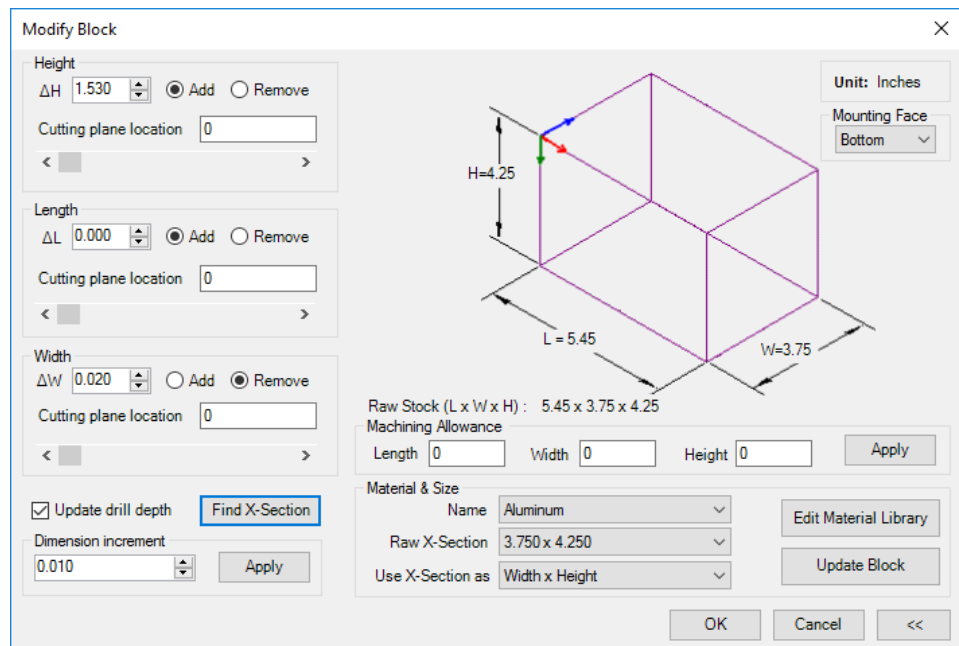 Modify Block
Height
ΔH 1.530 Add Remove
Cutting plane location 0
Length
ΔL 0.000 Add Remove
Cutting plane location 0
Width
ΔW 0.020 Add Remove
Cutting plane location 0
Update drill depth Find X-Section
Dimension increment
0.010 Apply
H=4.25
L = 5.45
W=3.75
Unit: Inches
Mounting Face
Bottom
Raw Stock (L x W x H) : 5.45 x 3.75 x 4.25
Machining Allowance
Length 0 Width 0 Height 0 Apply
Material & Size
Name Aluminum
Raw X-Section 3.750 x 4.250
Use X-Section as Width x Height
Edit Material Library
Update Block
OK Cancel <<